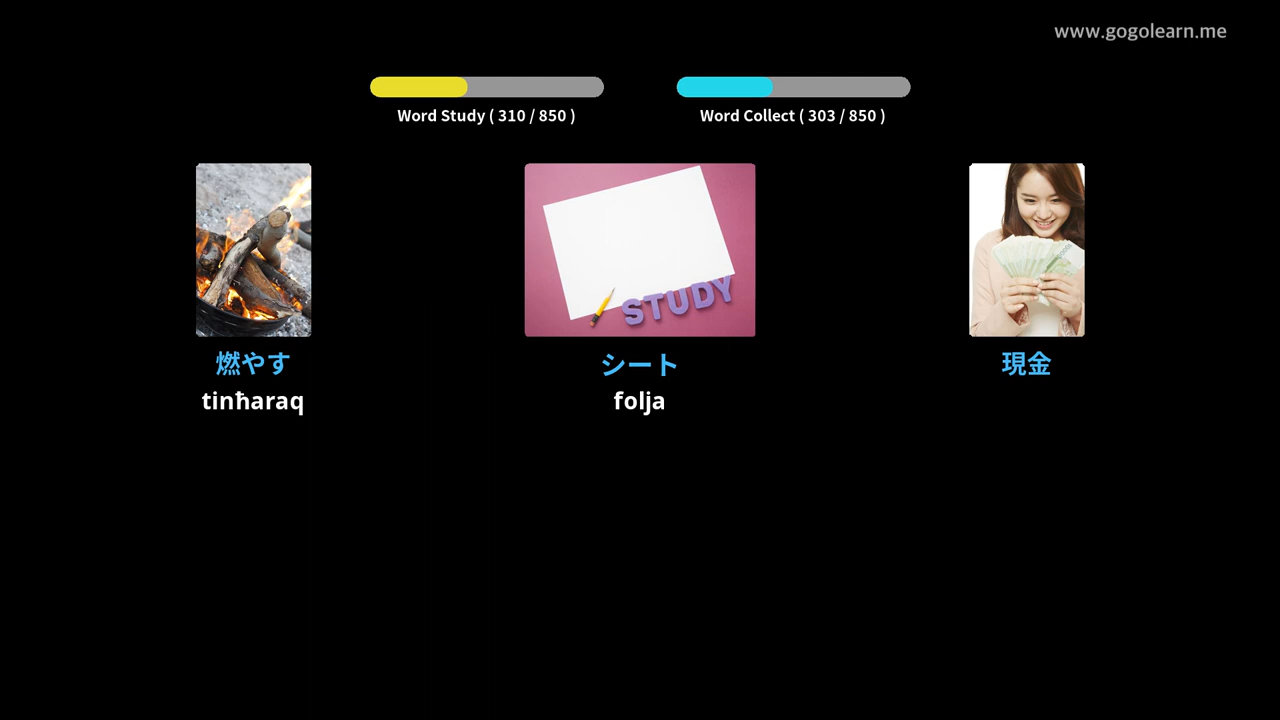 www.gogolearn.me
Word Study ( 310 / 850 )
Word Collect ( 303 / 850 )
STUDY
燃やす
シート
現金
tinħaraq
folja